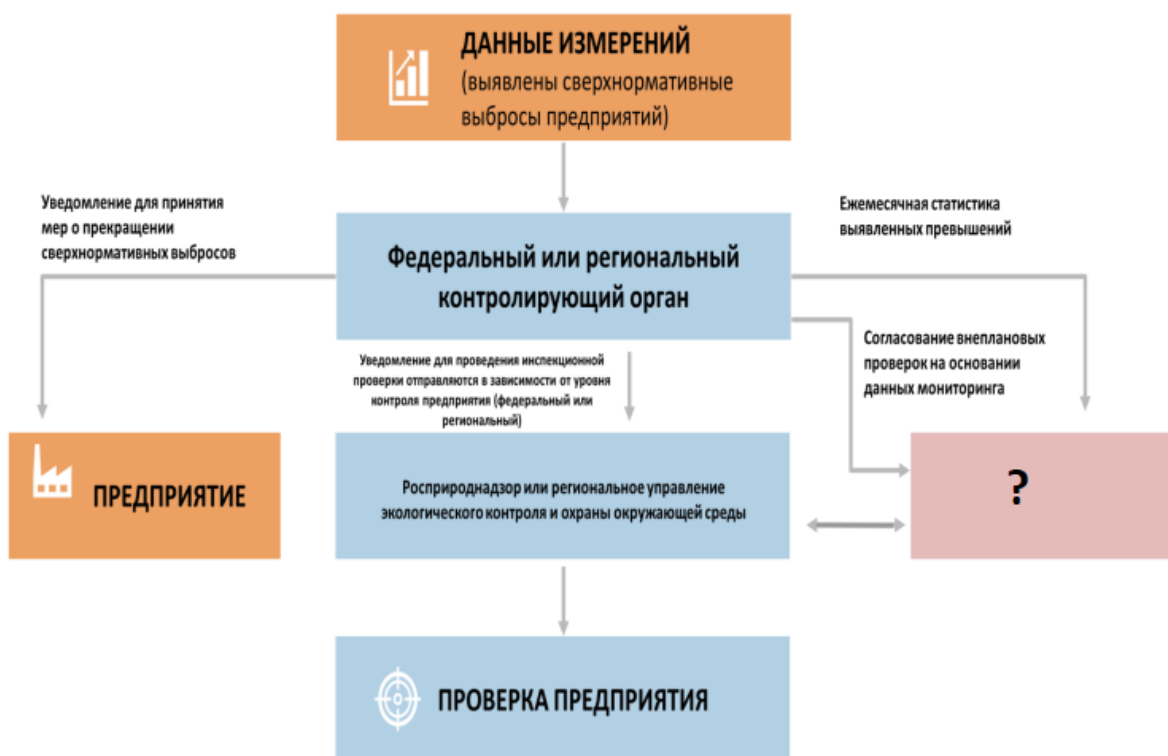 ДАННЫЕ ИЗМЕРЕНИЙ
(выявлены сверхнормативные
выбросы предприятий)
Уведомление для принятия
мер о прекращении
сверхнормативных выбросов
Ежемесячная статистика
выявленных превышений
Федеральный или региональный
контролирующий орган
Согласование внеплановых
проверок на основании
данных мониторинга
Уведомление для проведения инспекционной
проверки отправляются в зависимости от уровня
контроля предприятия (федеральный или
региональный)
ПРЕДПРИЯТИЕ
Росприроднадзор или региональное управление
экологического контроля и охраны окружающей среды
?
ПРОВЕРКА ПРЕДПРИЯТИЯ